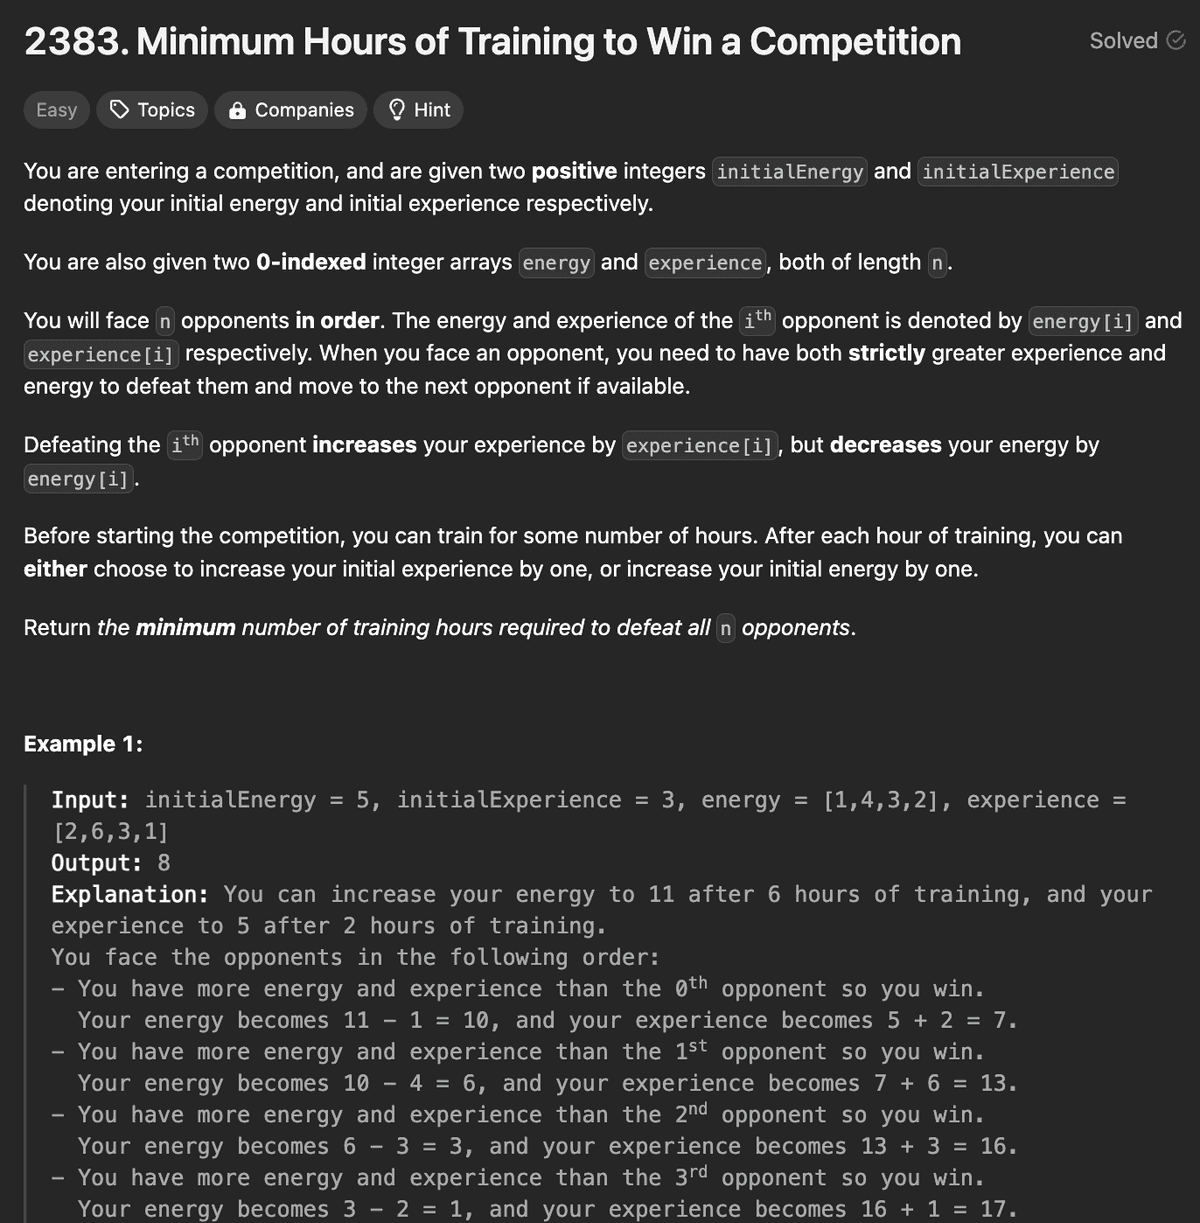 2383. Minimum Hours of Training to Win a Competition
Solved
Easy
Topics
Companies
Hint
You are entering a competition, and are given two positive integers initialEnergy and initialExperience
denoting your initial energy and initial experience respectively.
You are also given two 0-indexed integer arrays energy and experience, both of length n.
You will face n opponents in order. The energy and experience of the iᵗʰ opponent is denoted by energy[i] and
experience[i] respectively. When you face an opponent, you need to have both strictly greater experience and
energy to defeat them and move to the next opponent if available.
Defeating the iᵗʰ opponent increases your experience by experience[i], but decreases your energy by
energy[i].
Before starting the competition, you can train for some number of hours. After each hour of training, you can
either choose to increase your initial experience by one, or increase your initial energy by one.
Return the minimum number of training hours required to defeat all n opponents.
Example 1:
Input: initialEnergy = 5, initialExperience = 3, energy = [1,4,3,2], experience =
[2,6,3,1]
Output: 8
Explanation: You can increase your energy to 11 after 6 hours of training, and your
experience to 5 after 2 hours of training.
You face the opponents in the following order:
- You have more energy and experience than the 0ᵗʰ opponent so you win.
Your energy becomes 11 - 1 = 10, and your experience becomes 5 + 2 = 7.
- You have more energy and experience than the 1ˢᵗ opponent so you win.
Your energy becomes 10 - 4 = 6, and your experience becomes 7 + 6 = 13.
- You have more energy and experience than the 2ⁿᵈ opponent so you win.
Your energy becomes 6 - 3 = 3, and your experience becomes 13 + 3 = 16.
- You have more energy and experience than the 3ʳᵈ opponent so you win.
Your energy becomes 3 - 2 = 1, and your experience becomes 16 + 1 = 17.